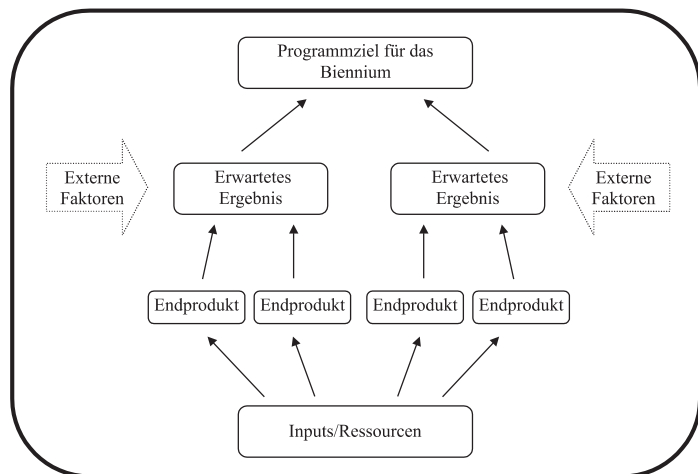 Programmziel für das
Biennium
Externe
Faktoren
Erwartetes
Ergebnis
Erwartetes
Ergebnis
Externe
Faktoren
Endprodukt
Endprodukt
Endprodukt
Endprodukt
Inputs/Ressourcen